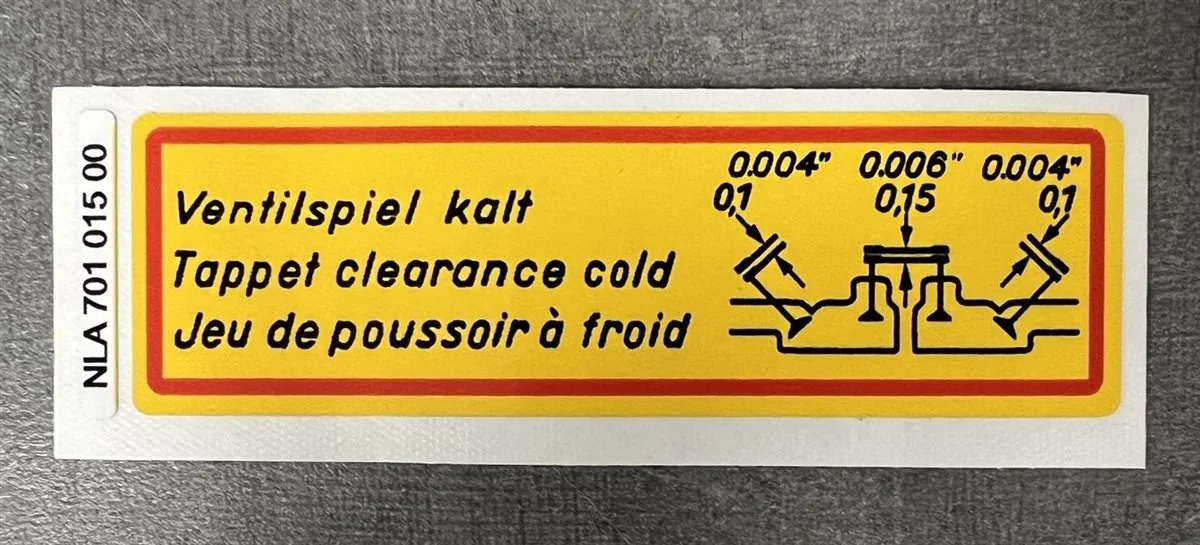 NLA 701 015 00
Ventilspiel kalt
Tappet clearance cold
Jeu de poussoir à froid
0.004" 0.006" 0.004"
0,1 0,15 0,1